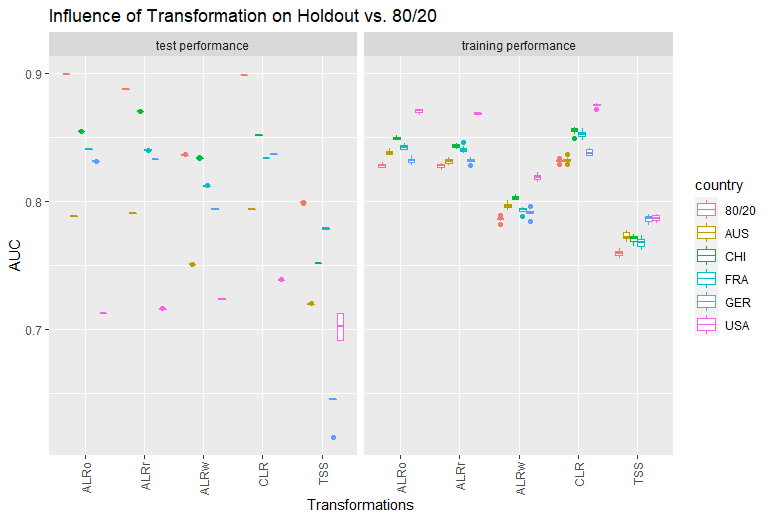 Influence of Transformation on Holdout vs. 80/20
test performance
training performance
AUC
0.9
0.8
0.7
ALRo
ALRr
ALRw
CLR
TSS
ALRo
ALRr
ALRw
CLR
TSS
Transformations
country
80/20
AUS
CHI
FRA
GER
USA